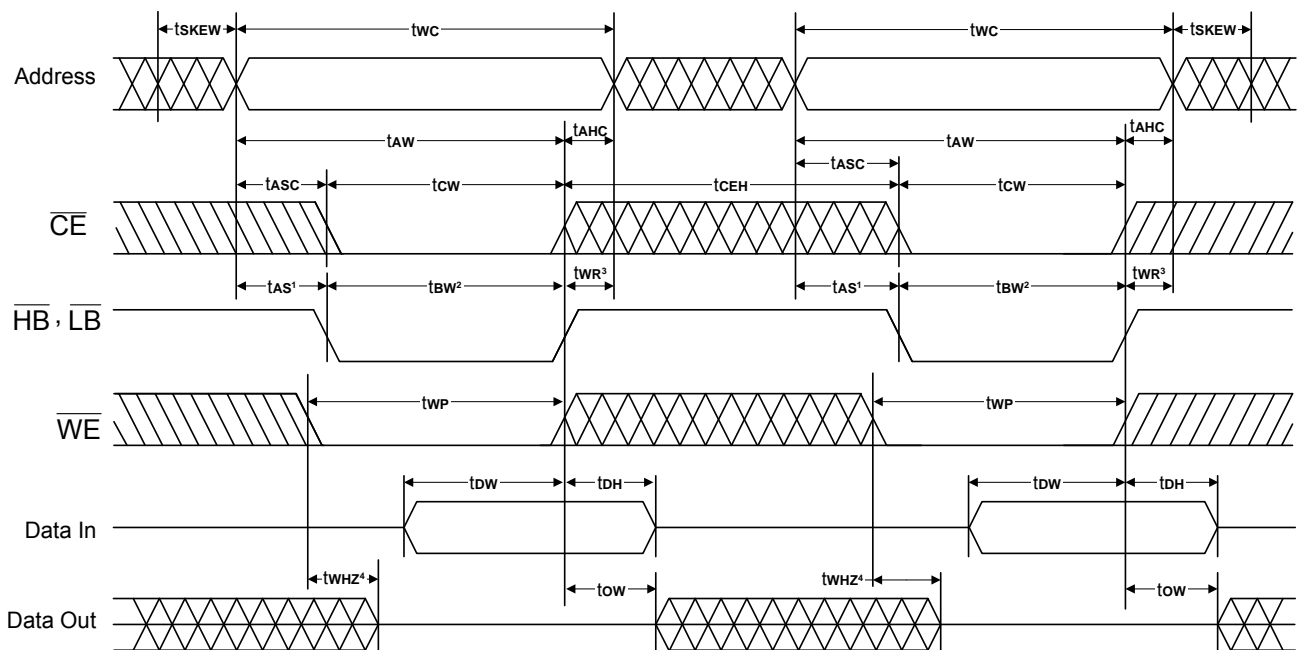 tSKEW tWC tWC tSKEW
Address
tAW tAHC tAW tAHC
tASC
tASC tCW tCEH tCW
CE
tAS¹ tBW² tWR³ tAS¹ tBW² tWR³
HB , LB
tWP tWP
WE
tDW tDH tDW tDH
Data In
tWHZ⁴ tOW tWHZ⁴ tOW
Data Out